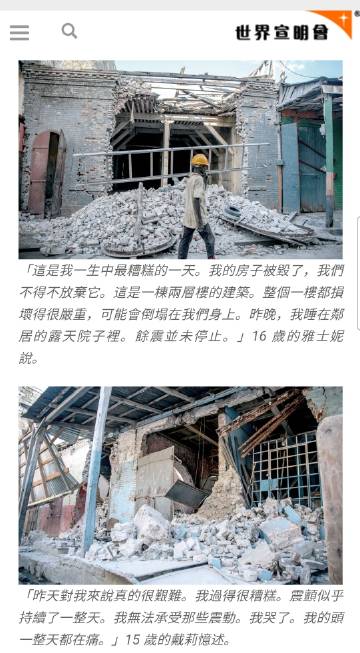 世界宣明會
「這是我一生中最糟糕的一天。我的房子被毀了，我們
不得不放棄它。這是一棟兩層樓的建築。整個一樓都損
壞得很嚴重，可能會倒塌在我們身上。昨晚，我睡在鄰
居的露天院子裡。餘震並未停止。」16 歲的雅士妮
說。
「昨天對我來說真的很艱難。我過得很糟糕。震顫似乎
持續了一整天。我無法承受那些震動。我哭了。我的頭
一整天都在痛。」15 歲的戴莉憶述。